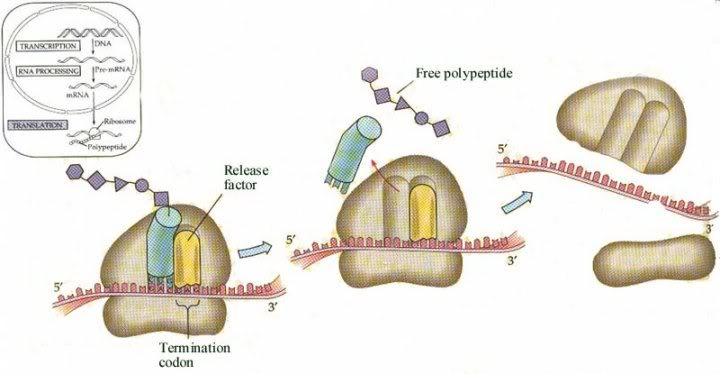 TRANSCRIPTION
DNA
RNA PROCESSING
Pre-mRNA
mRNA
TRANSLATION
Ribosome
Polypeptide
Release
factor
5'
3'
Termination
codon
Free polypeptide
5'
3'
5'
3'